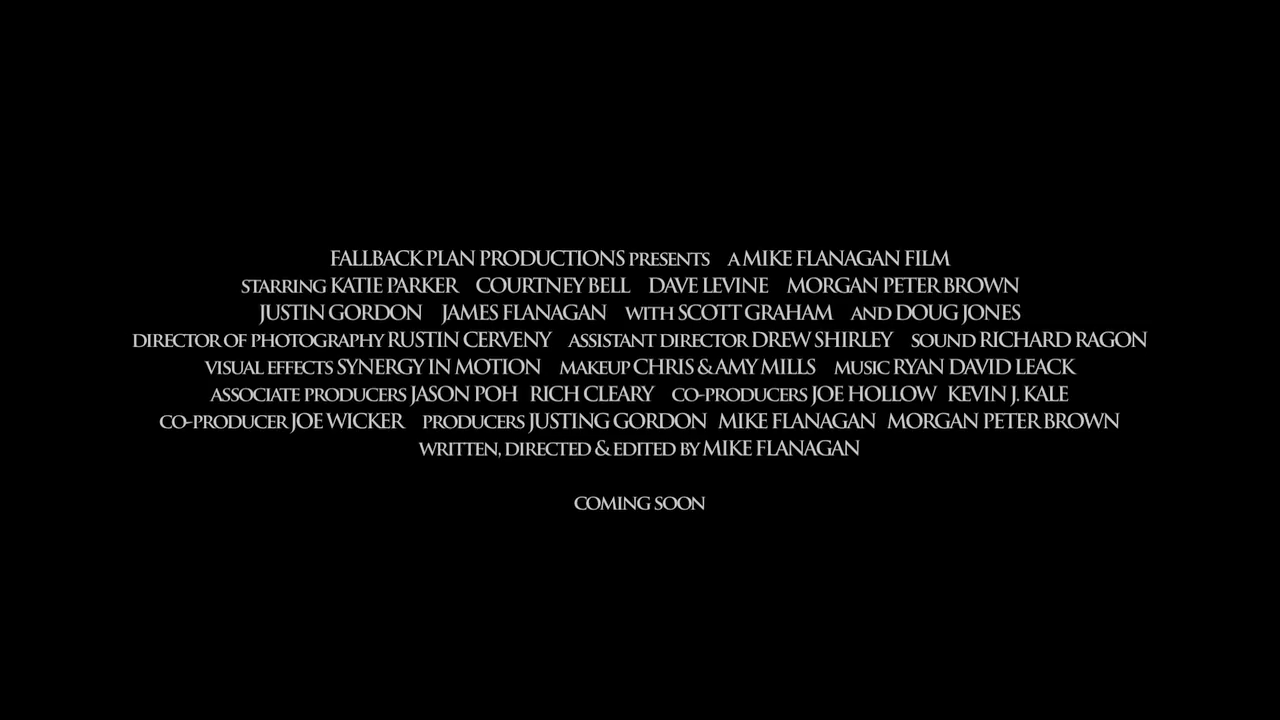 FALLBACK PLAN PRODUCTIONS PRESENTS A MIKE FLANAGAN FILM
STARRING KATIE PARKER COURTNEY BELL DAVE LEVINE MORGAN PETER BROWN
JUSTIN GORDON JAMES FLANAGAN WITH SCOTT GRAHAM AND DOUG JONES
DIRECTOR OF PHOTOGRAPHY RUSTIN CERVENY ASSISTANT DIRECTOR DREW SHIRLEY SOUND RICHARD RAGON
VISUAL EFFECTS SYNERGY IN MOTION MAKEUP CHRIS & AMY MILLS MUSIC RYAN DAVID LEACK
ASSOCIATE PRODUCERS JASON POH RICH CLEARY CO-PRODUCERS JOE HOLLOW KEVIN J. KALE
CO-PRODUCER JOE WICKER PRODUCERS JUSTING GORDON MIKE FLANAGAN MORGAN PETER BROWN
WRITTEN, DIRECTED & EDITED BY MIKE FLANAGAN
COMING SOON